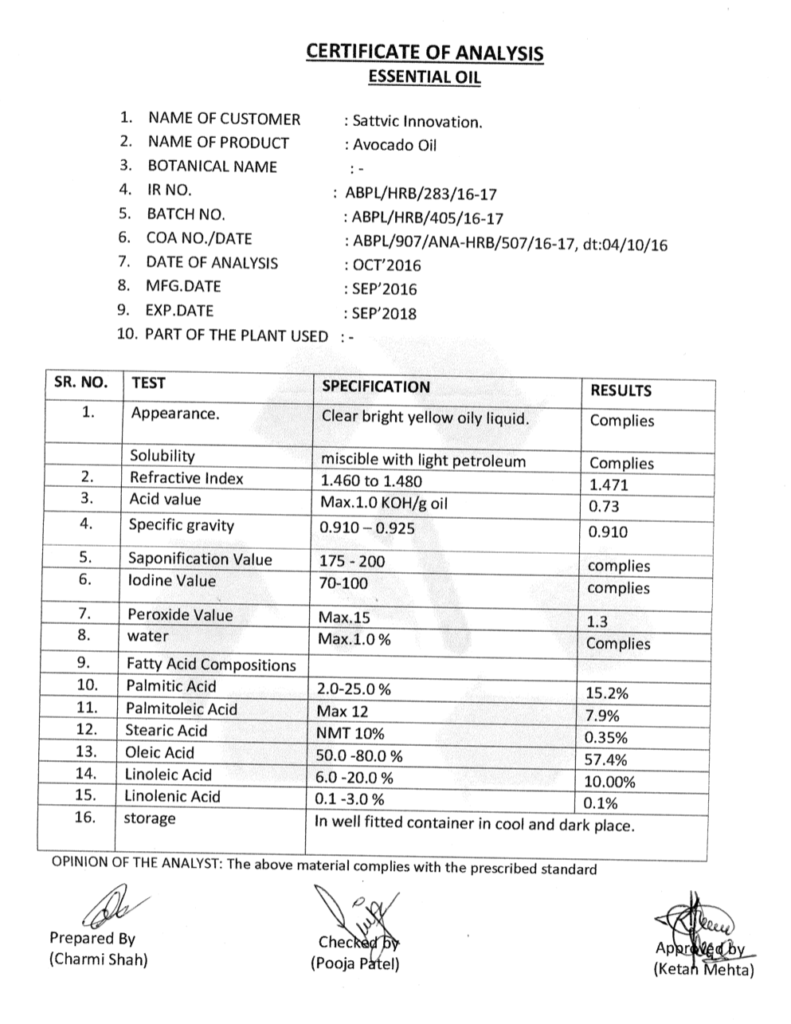 CERTIFICATE OF ANALYSIS
ESSENTIAL OIL
1. NAME OF CUSTOMER : Sattvic Innovation.
2. NAME OF PRODUCT : Avocado Oil
3. BOTANICAL NAME : -
4. IR NO. : ABPL/HRB/283/16-17
5. BATCH NO. : ABPL/HRB/405/16-17
6. COA NO./DATE : ABPL/907/ANA-HRB/507/16-17, dt:04/10/16
7. DATE OF ANALYSIS : OCT’2016
8. MFG.DATE : SEP’2016
9. EXP.DATE : SEP’2018
10. PART OF THE PLANT USED : -
SR. NO. TEST SPECIFICATION RESULTS
1. Appearance. Clear bright yellow oily liquid. Complies
Solubility miscible with light petroleum Complies
2. Refractive Index 1.460 to 1.480 1.471
3. Acid value Max.1.0 KOH/g oil 0.73
4. Specific gravity 0.910 – 0.925 0.910
5. Saponification Value 175 - 200 complies
6. Iodine Value 70-100 complies
7. Peroxide Value Max.15 1.3
8. water Max.1.0 % Complies
9. Fatty Acid Compositions
10. Palmitic Acid 2.0-25.0 % 15.2%
11. Palmitoleic Acid Max 12 7.9%
12. Stearic Acid NMT 10% 0.35%
13. Oleic Acid 50.0 -80.0 % 57.4%
14. Linoleic Acid 6.0 -20.0 % 10.00%
15. Linolenic Acid 0.1 -3.0 % 0.1%
16. storage In well fitted container in cool and dark place.
OPINION OF THE ANALYST: The above material complies with the prescribed standard
Prepared By Checked by Approved by
(Charmi Shah) (Pooja Patel) (Ketan Mehta)